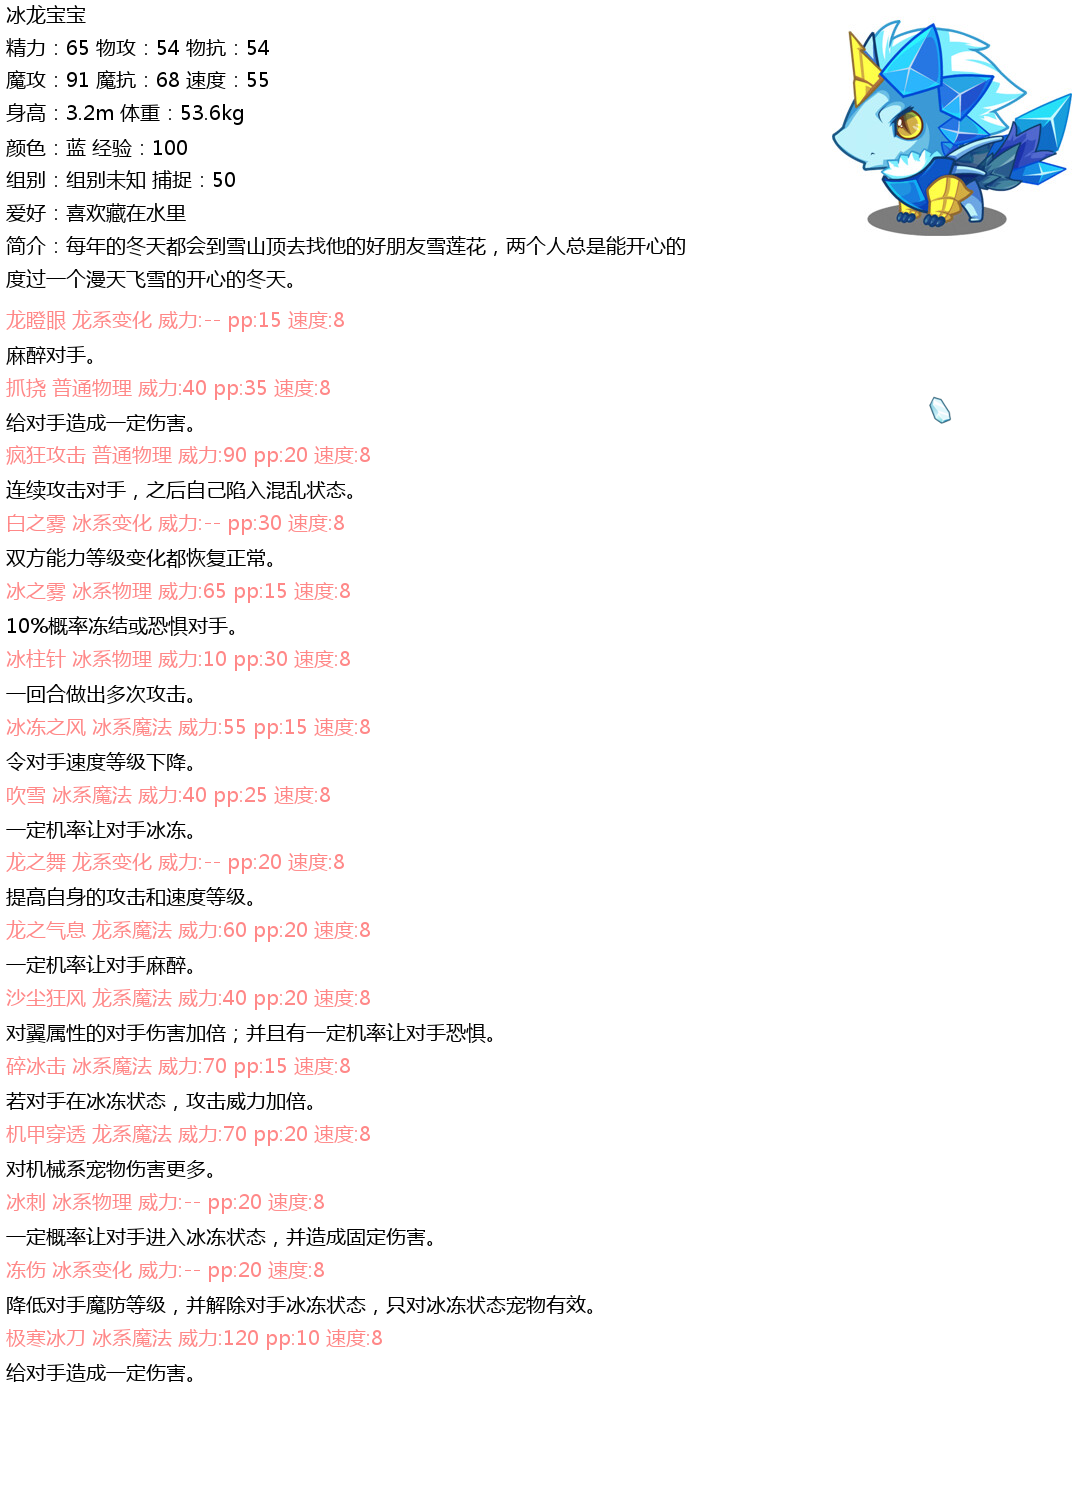 冰龙宝宝
精力：65 物攻：54 物抗：54
魔攻：91 魔抗：68 速度：55
身高：3.2m 体重：53.6kg
颜色：蓝 经验：100
组别：组别未知 捕捉：50
爱好：喜欢藏在水里
简介：每年的冬天都会到雪山顶去找他的好朋友雪莲花，两个人总是能开心的
度过一个漫天飞雪的开心的冬天。
龙瞪眼 龙系变化 威力:-- pp:15 速度:8
麻醉对手。
抓挠 普通物理 威力:40 pp:35 速度:8
给对手造成一定伤害。
疯狂攻击 普通物理 威力:90 pp:20 速度:8
连续攻击对手，之后自己陷入混乱状态。
白之雾 冰系变化 威力:-- pp:30 速度:8
双方能力等级变化都恢复正常。
冰之雾 冰系物理 威力:65 pp:15 速度:8
10%概率冻结或恐惧对手。
冰柱针 冰系物理 威力:10 pp:30 速度:8
一回合做出多次攻击。
冰冻之风 冰系魔法 威力:55 pp:15 速度:8
令对手速度等级下降。
吹雪 冰系魔法 威力:40 pp:25 速度:8
一定机率让对手冰冻。
龙之舞 龙系变化 威力:-- pp:20 速度:8
提高自身的攻击和速度等级。
龙之气息 龙系魔法 威力:60 pp:20 速度:8
一定机率让对手麻醉。
沙尘狂风 龙系魔法 威力:40 pp:20 速度:8
对翼属性的对手伤害加倍；并且有一定机率让对手恐惧。
碎冰击 冰系魔法 威力:70 pp:15 速度:8
若对手在冰冻状态，攻击威力加倍。
机甲穿透 龙系魔法 威力:70 pp:20 速度:8
对机械系宠物伤害更多。
冰刺 冰系物理 威力:-- pp:20 速度:8
一定概率让对手进入冰冻状态，并造成固定伤害。
冻伤 冰系变化 威力:-- pp:20 速度:8
降低对手魔防等级，并解除对手冰冻状态，只对冰冻状态宠物有效。
极寒冰刀 冰系魔法 威力:120 pp:10 速度:8
给对手造成一定伤害。